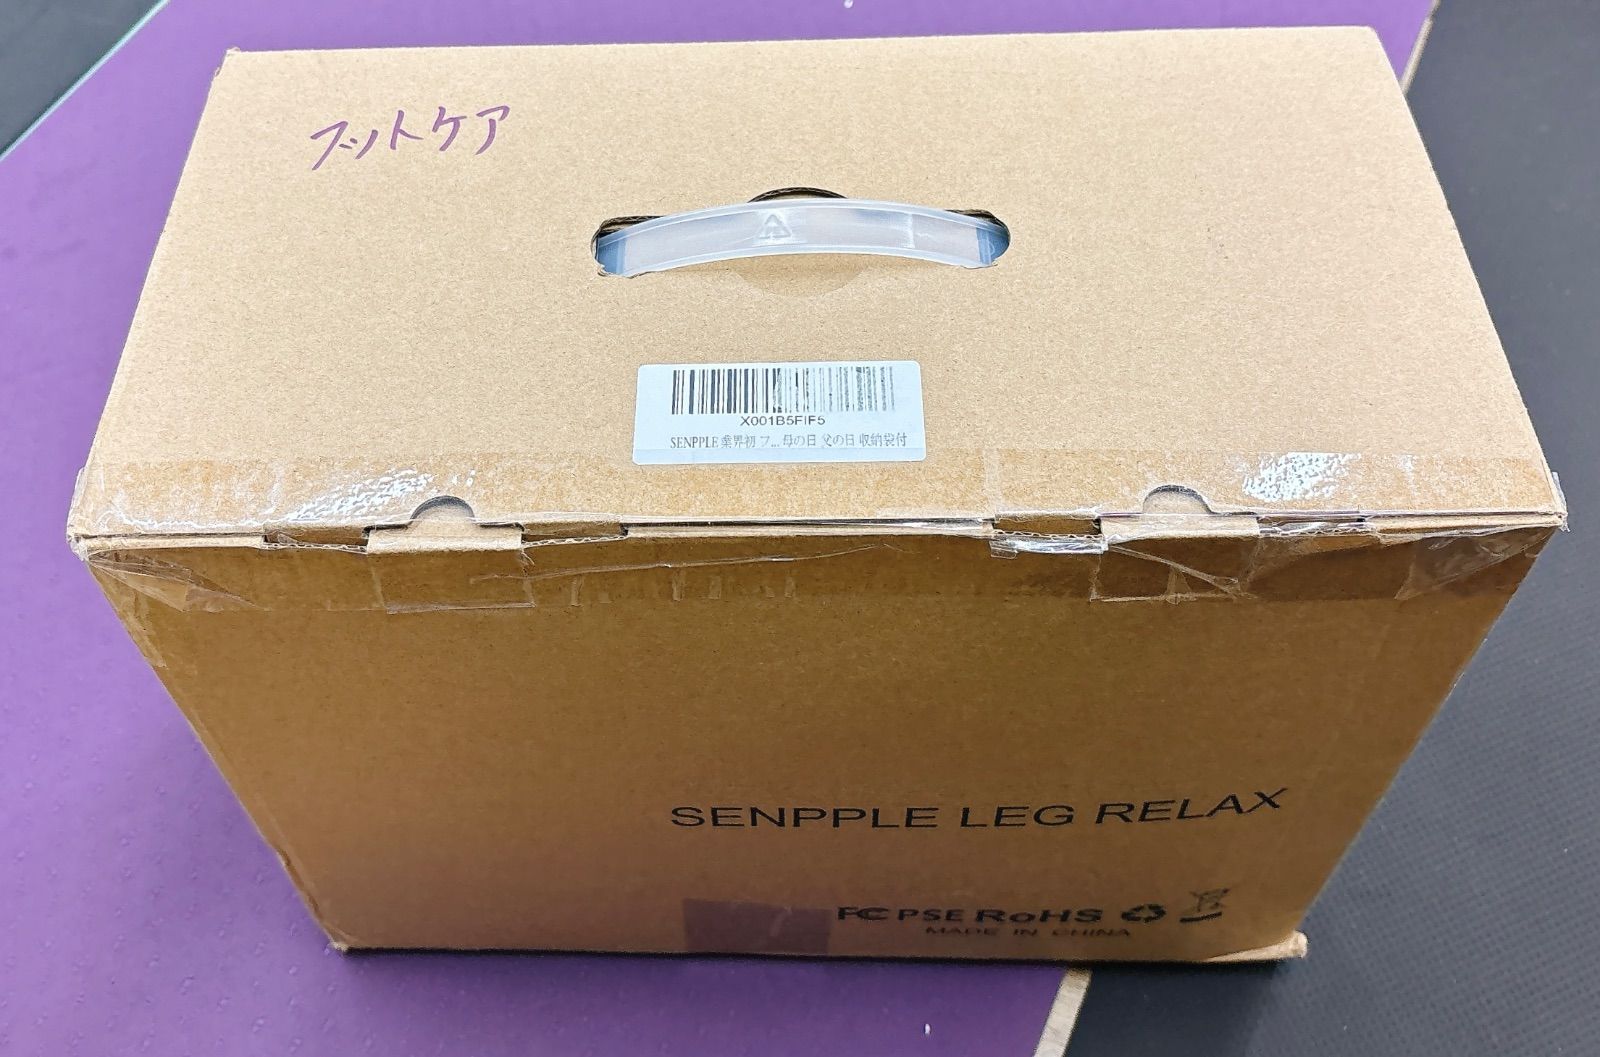 フットケア
X001B5FIF5
SENPPLE 業界初 フ... 母の日 父の日 収納袋付
SENPPLE LEG RELAX
FC PSE RoHS
MADE IN CHINA